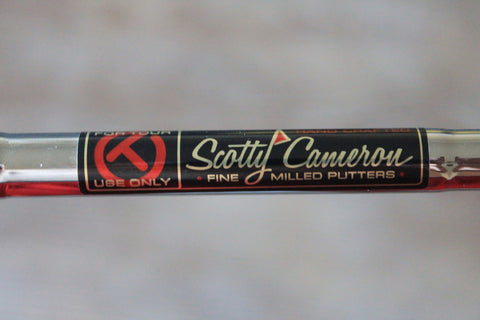 FOR TOUR
USE ONLY
HAND CRAFTED
Scotty Cameron
FINE MILLED PUTTERS